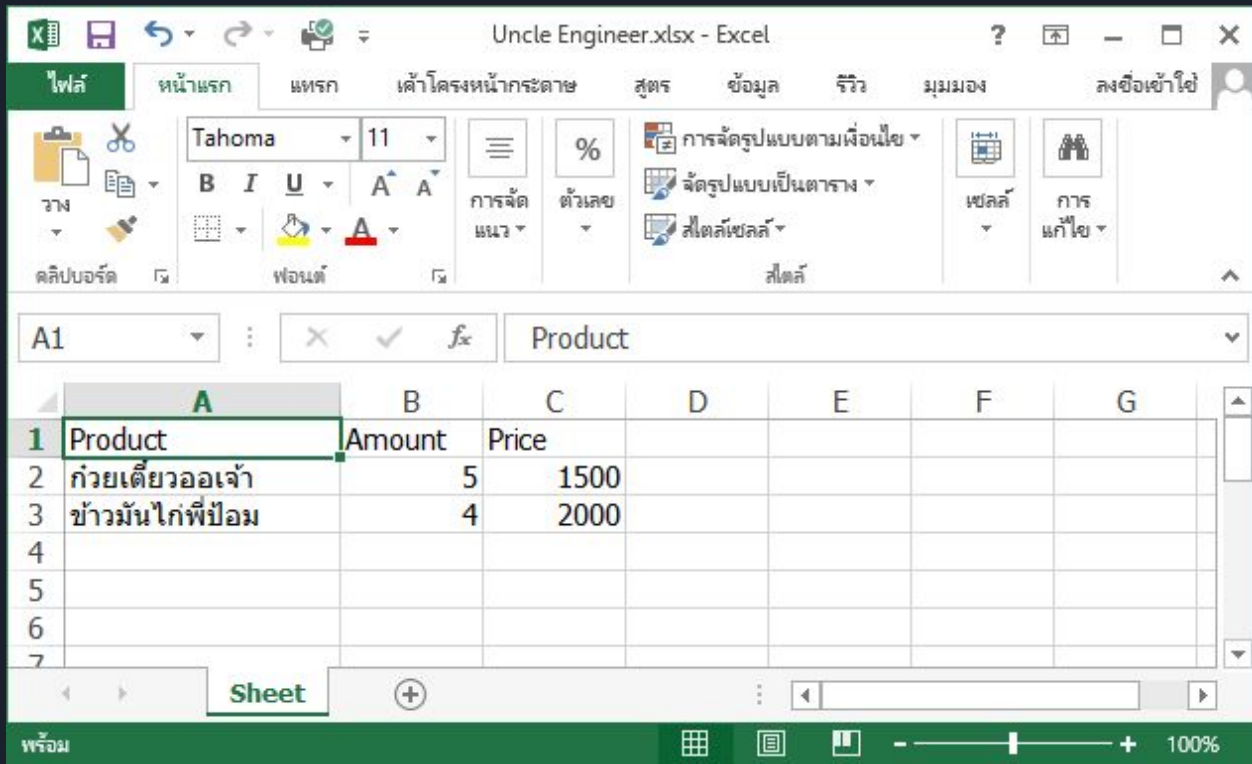 Uncle Engineer.xlsx - Excel ?
ไฟล์ หน้าแรก แทรก เค้าโครงหน้ากระดาษ สูตร ข้อมูล รีวิว มุมมอง ลงชื่อเข้าใช้
วาง
Tahoma 11
B I U A A
A
การจัด
แนว
%
ตัวเลข
การจัดรูปแบบตามเงื่อนไข
จัดรูปแบบเป็นตาราง
สไตล์เซลล์
เซลล์
การ
แก้ไข
คลิปบอร์ด ฟอนต์ สไตล์
A1 fx Product
A B C D E F G
1 Product Amount Price
2 ก๋วยเตี๋ยวออเจ้า 5 1500
3 ข้าวมันไก่พี่ป้อม 4 2000
4
5
6
7
Sheet
พร้อม - + 100%